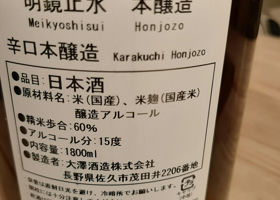 明鏡止水 本醸造
Meikyoshisui Honjozo
辛口本醸造 Karakuchi Honjozo
●品目:日本酒
●原材料名:米(国産)、米麹(国産米)
醸造アルコール
●精米歩合:60%
●アルコール分:15度
●内容量:1800ml
●製造者:大澤酒造株式会社
長野県佐久市茂田井2206番地